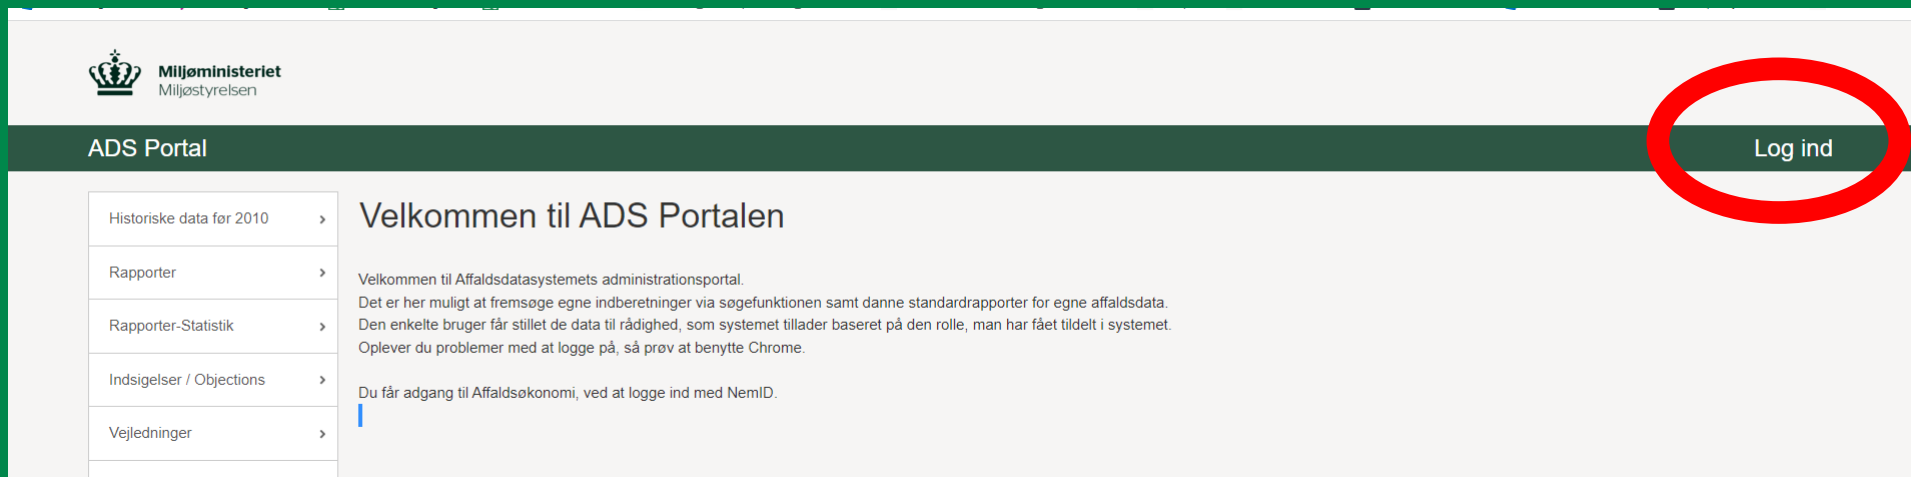 Miljøministeriet
Miljøstyrelsen
ADS Portal
Log ind
Historiske data før 2010
Rapporter
Rapporter-Statistik
Indsigelser / Objections
Vejledninger
Velkommen til ADS Portalen
Velkommen til Affaldsdatasystemets administrationsportal.
Det er her muligt at fremsøge egne indberetninger via søgefunktionen samt danne standardrapporter for egne affaldsdata.
Den enkelte bruger får stillet de data til rådighed, som systemet tillader baseret på den rolle, man har fået tildelt i systemet.
Oplever du problemer med at logge på, så prøv at benytte Chrome.
Du får adgang til Affaldsøkonomi, ved at logge ind med NemID.